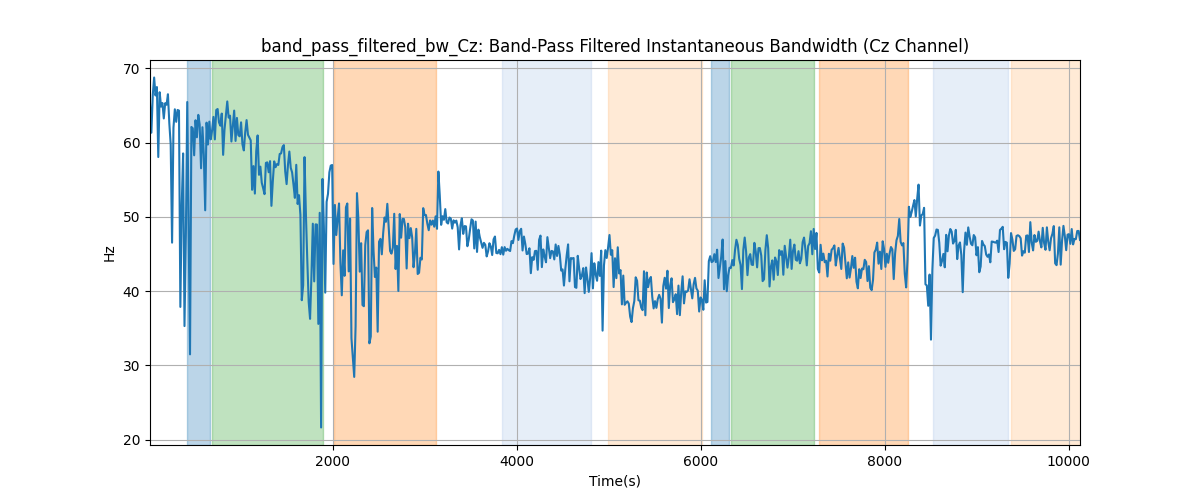 band_pass_filtered_bw_Cz: Band-Pass Filtered Instantaneous Bandwidth (Cz Channel)
70
60
50
40
30
20
Hz
2000 4000 6000 8000 10000
Time(s)